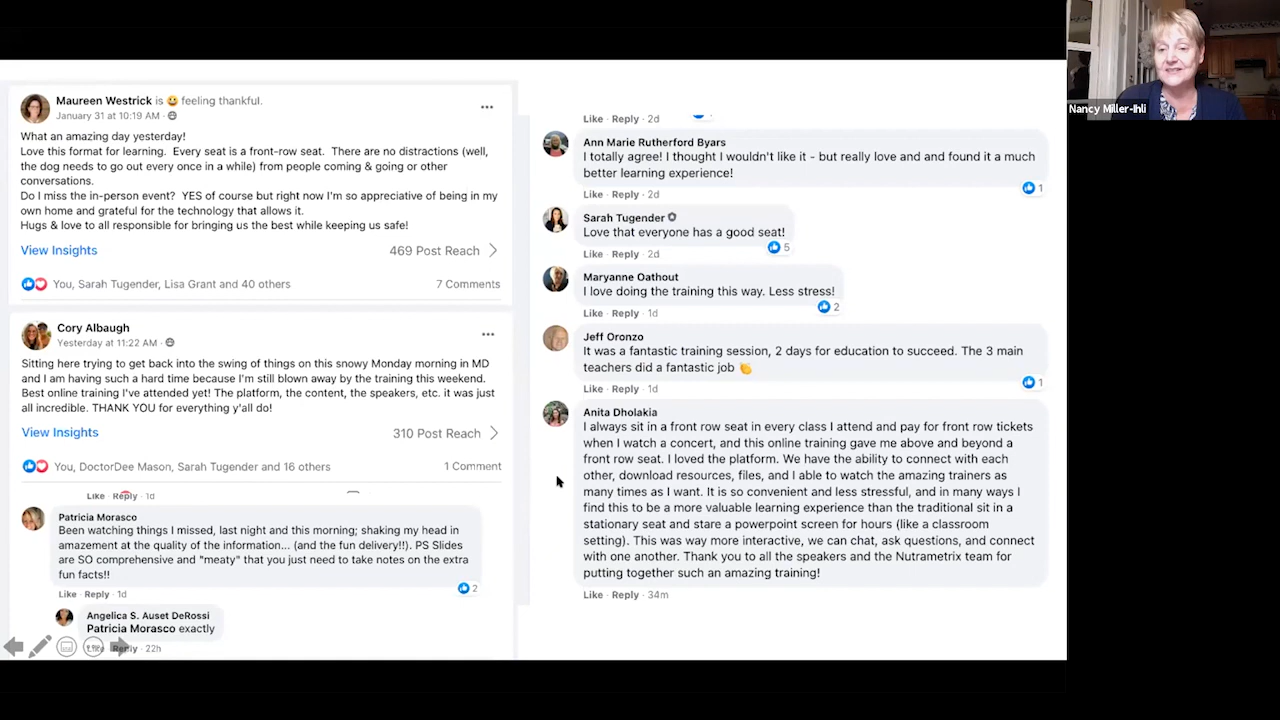 Maureen Westrick is 😃 feeling thankful.
January 31 at 10:19 AM ·
What an amazing day yesterday!
Love this format for learning. Every seat is a front-row seat. There are no distractions (well,
the dog needs to go out every once in a while) from people coming & going or other
conversations.
Do I miss the in-person event? YES of course but right now I'm so appreciative of being in my
own home and grateful for the technology that allows it.
Hugs & love to all responsible for bringing us the best while keeping us safe!
View Insights
469 Post Reach
You, Sarah Tugender, Lisa Grant and 40 others
7 Comments
Cory Albaugh
Yesterday at 11:22 AM ·
Sitting here trying to get back into the swing of things on this snowy Monday morning in MD
and I am having such a hard time because I'm still blown away by the training this weekend.
Best online training I've attended yet! The platform, the content, the speakers, etc. it was just
all incredible. THANK YOU for everything y'all do!
View Insights
310 Post Reach
You, DoctorDee Mason, Sarah Tugender and 16 others
1 Comment
Like · Reply · 1d
Patricia Morasco
Been watching things I missed, last night and this morning; shaking my head in
amazement at the quality of the information... (and the fun delivery!!). PS Slides
are SO comprehensive and "meaty" that you just need to take notes on the extra
fun facts!!
2
Like · Reply · 1d
Angelica S. Auset DeRossi
Patricia Morasco exactly
Like · Reply · 22h
Like · Reply · 2d
Ann Marie Rutherford Byars
I totally agree! I thought I wouldn't like it - but really love and and found it a much
better learning experience!
1
Like · Reply · 2d
Sarah Tugender
Love that everyone has a good seat!
5
Like · Reply · 2d
Maryanne Oathout
I love doing the training this way. Less stress!
2
Like · Reply · 1d
Jeff Oronzo
It was a fantastic training session, 2 days for education to succeed. The 3 main
teachers did a fantastic job 👏
1
Like · Reply · 1d
Anita Dholakia
I always sit in a front row seat in every class I attend and pay for front row tickets
when I watch a concert, and this online training gave me above and beyond a
front row seat. I loved the platform. We have the ability to connect with each
other, download resources, files, and I able to watch the amazing trainers as
many times as I want. It is so convenient and less stressful, and in many ways I
find this to be a more valuable learning experience than the traditional sit in a
stationary seat and stare a powerpoint screen for hours (like a classroom
setting). This was way more interactive, we can chat, ask questions, and connect
with one another. Thank you to all the speakers and the Nutrametrix team for
putting together such an amazing training!
Like · Reply · 34m
Nancy Miller-Ihli